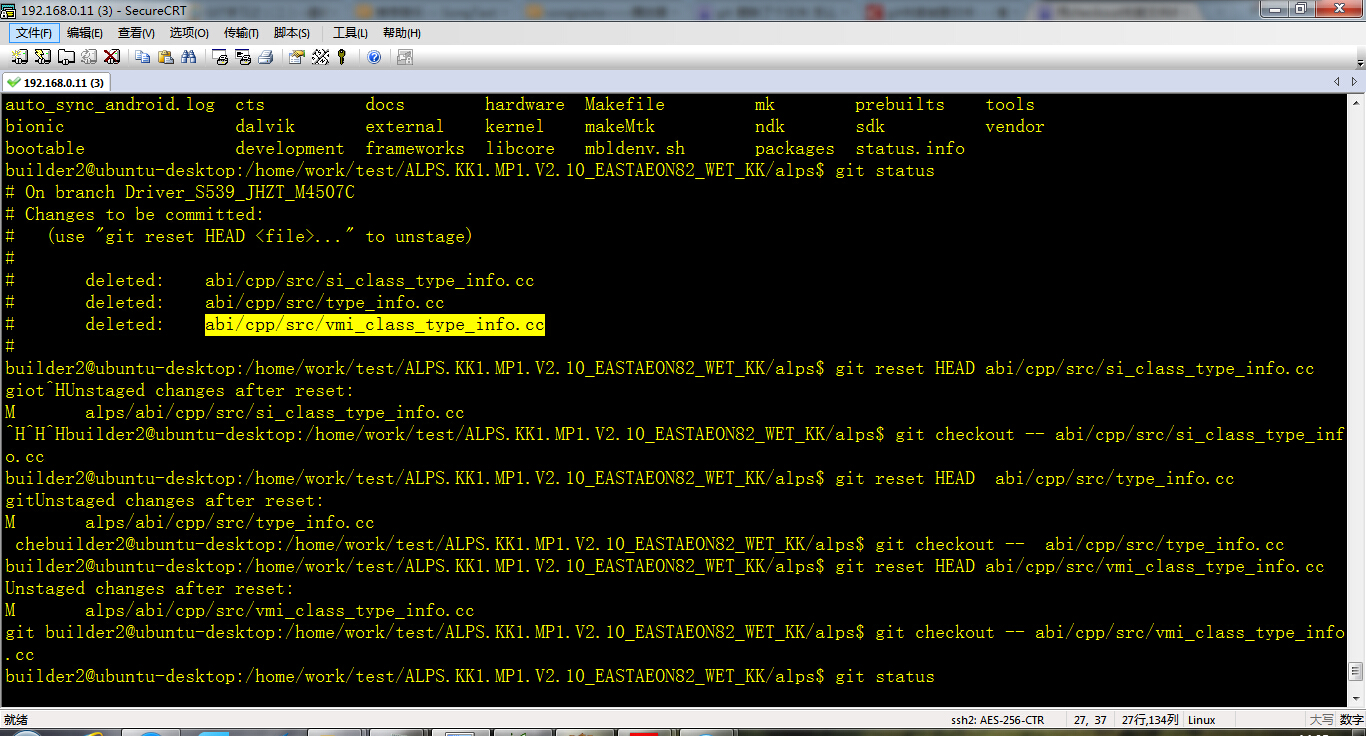 192.168.0.11 (3) - SecureCRT
文件(F) 编辑(E) 查看(V) 选项(O) 传输(T) 脚本(S) 工具(L) 帮助(H)
192.168.0.11 (3)
auto_sync_android.log cts docs hardware Makefile mk prebuilts tools
bionic dalvik external kernel makeMtk ndk sdk vendor
bootable development frameworks libcore mbldenv.sh packages status.info
builder2@ubuntu-desktop:/home/work/test/ALPS.KK1.MP1.V2.10_EASTAEON82_WET_KK/alps$ git status
# On branch Driver_S539_JHZT_M4507C
# Changes to be committed:
#   (use "git reset HEAD <file>..." to unstage)
#
#       deleted:    abi/cpp/src/si_class_type_info.cc
#       deleted:    abi/cpp/src/type_info.cc
#       deleted:    abi/cpp/src/vmi_class_type_info.cc
#
builder2@ubuntu-desktop:/home/work/test/ALPS.KK1.MP1.V2.10_EASTAEON82_WET_KK/alps$ git reset HEAD abi/cpp/src/si_class_type_info.cc
giot^HUnstaged changes after reset:
M       alps/abi/cpp/src/si_class_type_info.cc
^H^H^Hbuilder2@ubuntu-desktop:/home/work/test/ALPS.KK1.MP1.V2.10_EASTAEON82_WET_KK/alps$ git checkout -- abi/cpp/src/si_class_type_inf
o.cc
builder2@ubuntu-desktop:/home/work/test/ALPS.KK1.MP1.V2.10_EASTAEON82_WET_KK/alps$ git reset HEAD  abi/cpp/src/type_info.cc
gitUnstaged changes after reset:
M       alps/abi/cpp/src/type_info.cc
 chebuilder2@ubuntu-desktop:/home/work/test/ALPS.KK1.MP1.V2.10_EASTAEON82_WET_KK/alps$ git checkout --  abi/cpp/src/type_info.cc
builder2@ubuntu-desktop:/home/work/test/ALPS.KK1.MP1.V2.10_EASTAEON82_WET_KK/alps$ git reset HEAD abi/cpp/src/vmi_class_type_info.cc
Unstaged changes after reset:
M       alps/abi/cpp/src/vmi_class_type_info.cc
git builder2@ubuntu-desktop:/home/work/test/ALPS.KK1.MP1.V2.10_EASTAEON82_WET_KK/alps$ git checkout -- abi/cpp/src/vmi_class_type_info
.cc
builder2@ubuntu-desktop:/home/work/test/ALPS.KK1.MP1.V2.10_EASTAEON82_WET_KK/alps$ git status
就绪 ssh2: AES-256-CTR 27, 37 27行,134列 Linux 大写 数字